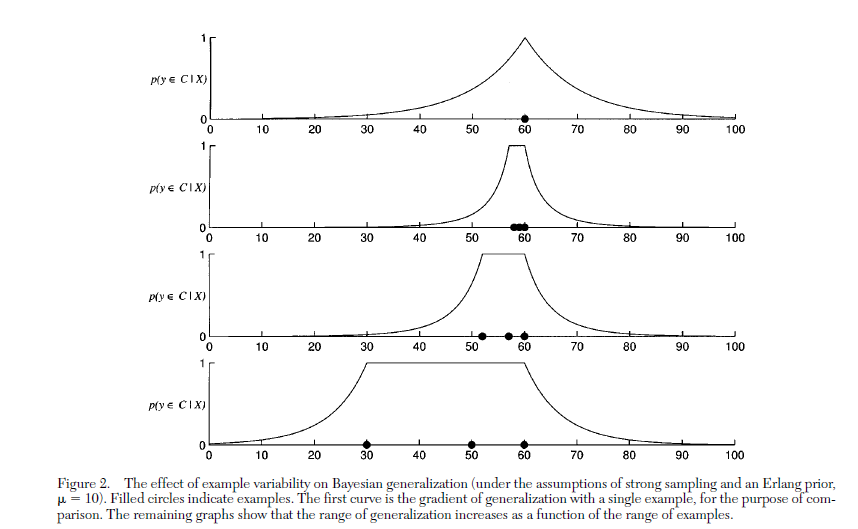 1
p(y ∈ C | X)
0
0 10 20 30 40 50 60 70 80 90 100
1
p(y ∈ C | X)
0
0 10 20 30 40 50 60 70 80 90 100
1
p(y ∈ C | X)
0
0 10 20 30 40 50 60 70 80 90 100
1
p(y ∈ C | X)
0
0 10 20 30 40 50 60 70 80 90 100
Figure 2. The effect of example variability on Bayesian generalization (under the assumptions of strong sampling and an Erlang prior,
μ = 10). Filled circles indicate examples. The first curve is the gradient of generalization with a single example, for the purpose of com-
parison. The remaining graphs show that the range of generalization increases as a function of the range of examples.